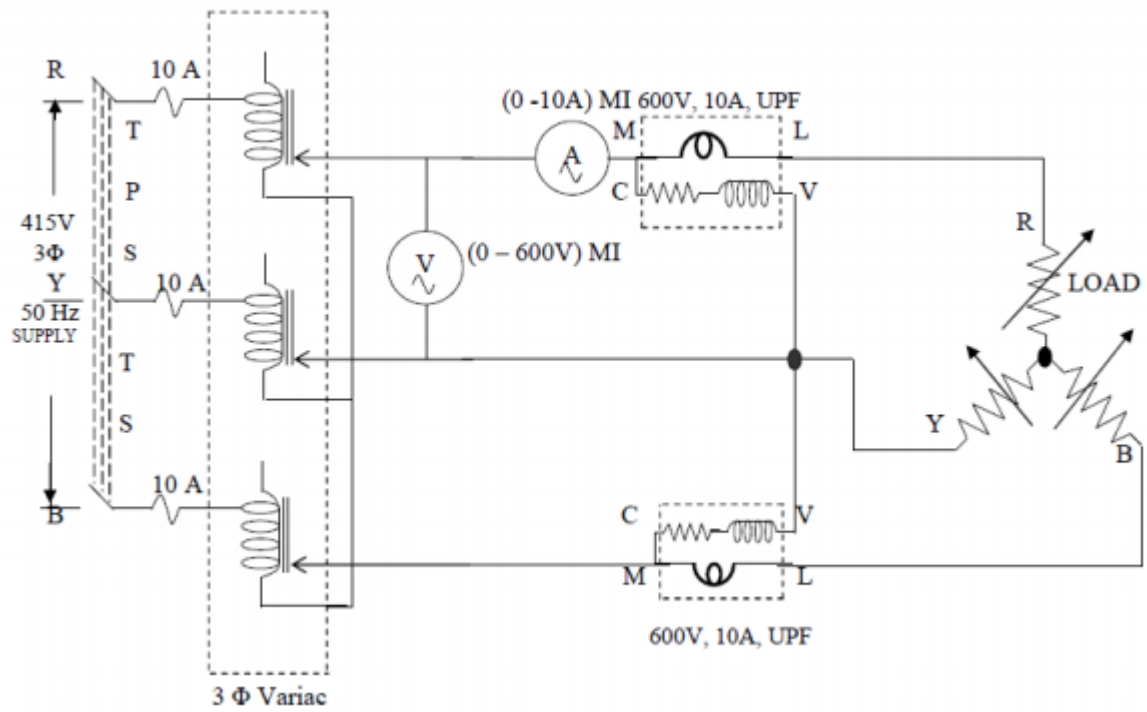 R
10 A
T
P
S
T
S
415V
3Φ
Y
50 Hz
SUPPLY
10 A
B
10 A
3 Φ Variac
(0 -10A) MI
600V, 10A, UPF
A
M
L
C
V
V
(0 – 600V) MI
R
LOAD
Y
B
C
V
M
L
600V, 10A, UPF